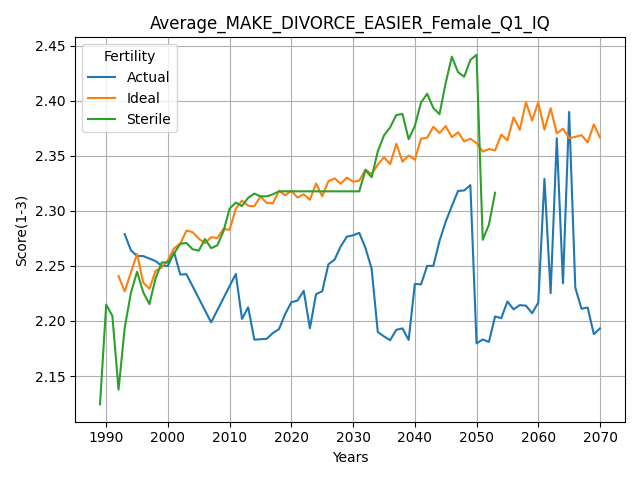 Average_MAKE_DIVORCE_EASIER_Female_Q1_IQ
Fertility
Actual
Ideal
Sterile
Score(1-3)
2.45
2.40
2.35
2.30
2.25
2.20
2.15
1990 2000 2010 2020 2030 2040 2050 2060 2070
Years